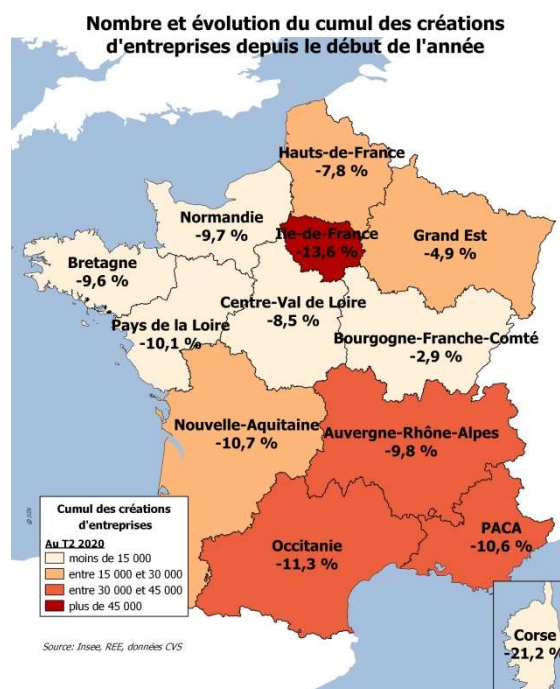 Nombre et évolution du cumul des créations
d'entreprises depuis le début de l'année
Hauts-de-France
-7,8 %
Normandie
-9,7 %
Ile-de-France
-13,6 %
Grand Est
-4,9 %
Bretagne
-9,6 %
Centre-Val de Loire
-8,5 %
Pays de la Loire
-10,1 %
Bourgogne-Franche-Comté
-2,9 %
Nouvelle-Aquitaine
-10,7 %
Auvergne-Rhône-Alpes
-9,8 %
Occitanie
-11,3 %
PACA
-10,6 %
Corse
-21,2 %
Cumul des créations
d'entreprises
Au T2 2020
moins de 15 000
entre 15 000 et 30 000
entre 30 000 et 45 000
plus de 45 000
Source: Insee, REE, données CVS